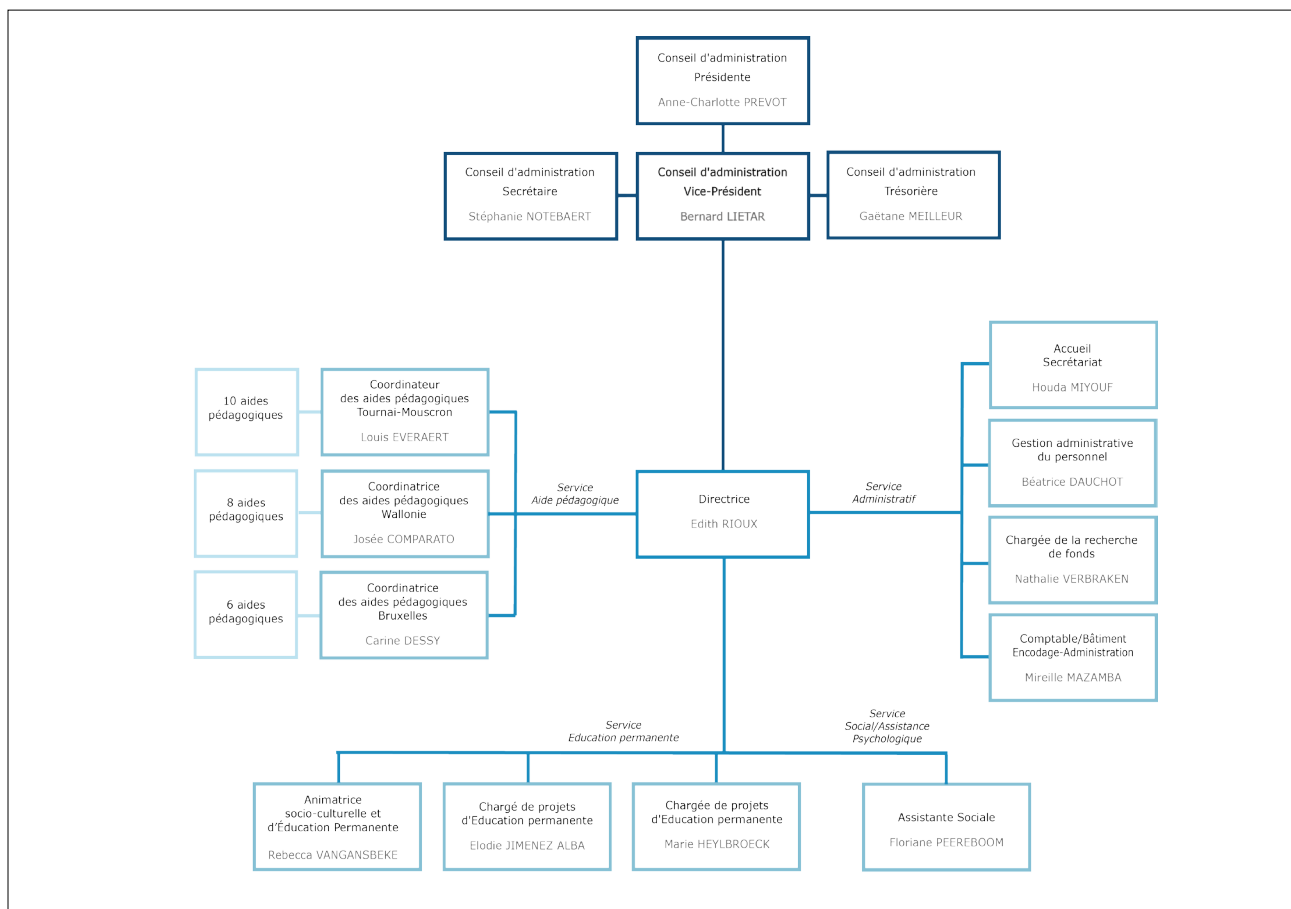 Conseil d'administration
Présidente
Anne-Charlotte PREVOT
Conseil d'administration
Secrétaire
Stéphanie NOTEBAERT
Conseil d'administration
Vice-Président
Bernard LIETAR
Conseil d'administration
Trésorière
Gaëtane MEILLEUR
10 aides
pédagogiques
Coordinateur
des aides pédagogiques
Tournai-Mouscron
Louis EVERAERT
8 aides
pédagogiques
Coordinatrice
des aides pédagogiques
Wallonie
Josée COMPARATO
6 aides
pédagogiques
Coordinatrice
des aides pédagogiques
Bruxelles
Carine DESSY
Service
Aide pédagogique
Directrice
Edith RIOUX
Service
Administratif
Accueil
Secrétariat
Houda MIYOUF
Gestion administrative
du personnel
Béatrice DAUCHOT
Chargée de la recherche
de fonds
Nathalie VERBRAKEN
Comptable/Bâtiment
Encodage-Administration
Mireille MAZAMBA
Service
Education permanente
Service
Social/Assistance
Psychologique
Animatrice
socio-culturelle et
d'Éducation Permanente
Rebecca VANGANSBEKE
Chargé de projets
d'Education permanente
Elodie JIMENEZ ALBA
Chargée de projets
d'Education permanente
Marie HEYLBROECK
Assistante Sociale
Floriane PEEREBOOM